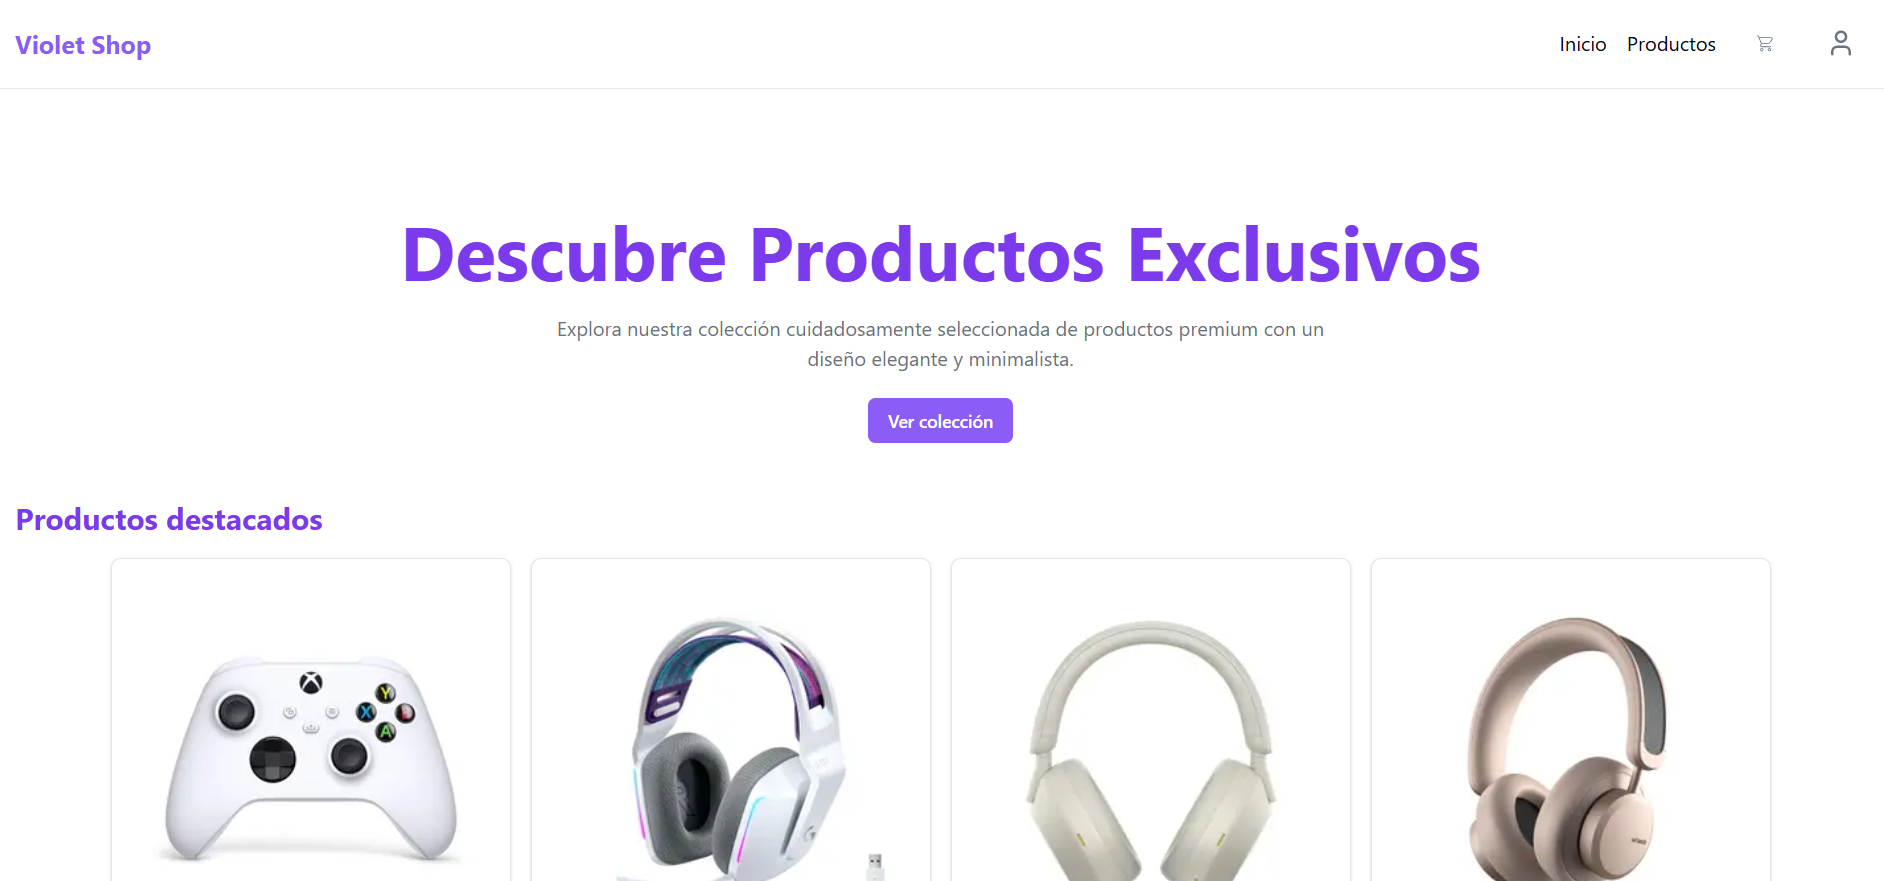 Violet Shop
Inicio Productos
Descubre Productos Exclusivos
Explora nuestra colección cuidadosamente seleccionada de productos premium con un
diseño elegante y minimalista.
Ver colección
Productos destacados
Y
X B
A